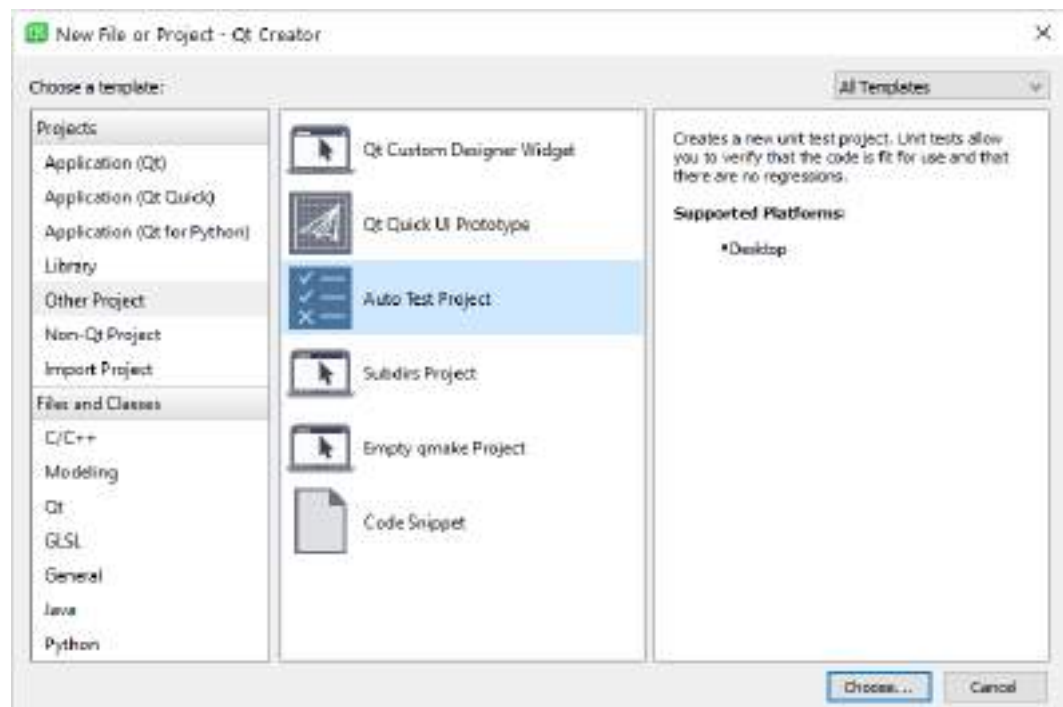 New File or Project - Qt Creator
Choose a template:
All Templates
Projects
Application (Qt)
Application (Qt Quick)
Application (Qt for Python)
Library
Other Project
Non-Qt Project
Import Project
Files and Classes
C/C++
Modeling
Qt
GLSL
General
Java
Python
Qt Custom Designer Widget
Qt Quick UI Prototype
Auto Test Project
Subdirs Project
Empty qmake Project
Code Snippet
Creates a new unit test project. Unit tests allow
you to verify that the code is fit for use and that
there are no regressions.
Supported Platforms:
•Desktop
Choose...
Cancel